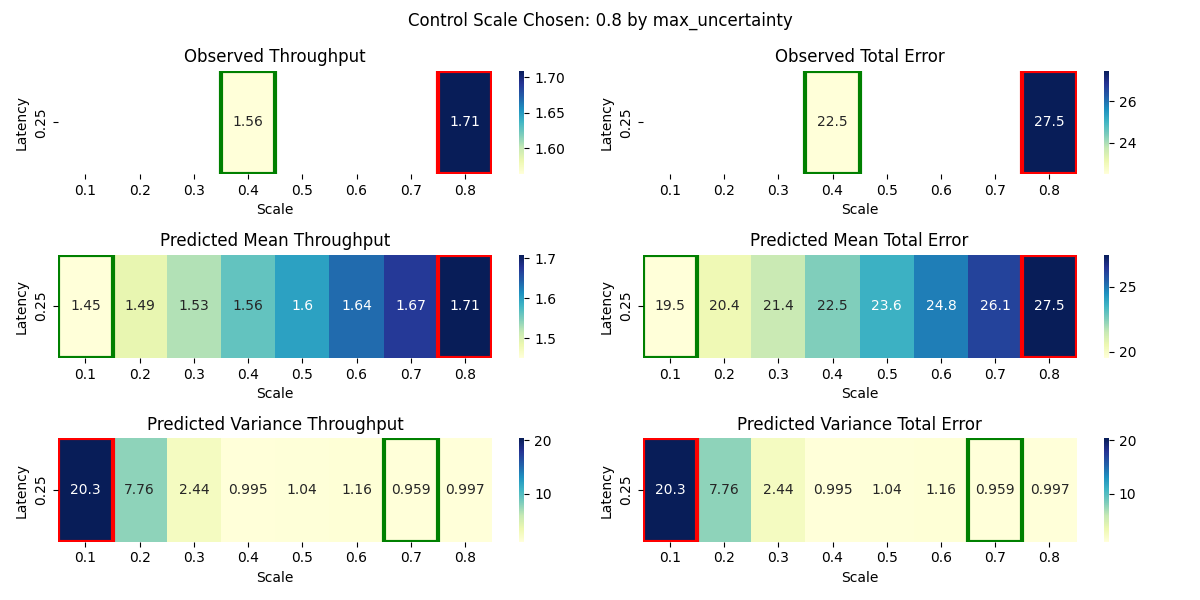 Control Scale Chosen: 0.8 by max_uncertainty
Observed Throughput
Latency
0.25
1.56
1.71
0.1 0.2 0.3 0.4 0.5 0.6 0.7 0.8
Scale
1.70
1.65
1.60
Observed Total Error
Latency
0.25
22.5
27.5
0.1 0.2 0.3 0.4 0.5 0.6 0.7 0.8
Scale
26
24
Predicted Mean Throughput
Latency
0.25
1.45 1.49 1.53 1.56 1.6 1.64 1.67 1.71
0.1 0.2 0.3 0.4 0.5 0.6 0.7 0.8
Scale
1.7
1.6
1.5
Predicted Mean Total Error
Latency
0.25
19.5 20.4 21.4 22.5 23.6 24.8 26.1 27.5
0.1 0.2 0.3 0.4 0.5 0.6 0.7 0.8
Scale
25
20
Predicted Variance Throughput
Latency
0.25
20.3 7.76 2.44 0.995 1.04 1.16 0.959 0.997
0.1 0.2 0.3 0.4 0.5 0.6 0.7 0.8
Scale
20
10
Predicted Variance Total Error
Latency
0.25
20.3 7.76 2.44 0.995 1.04 1.16 0.959 0.997
0.1 0.2 0.3 0.4 0.5 0.6 0.7 0.8
Scale
20
10